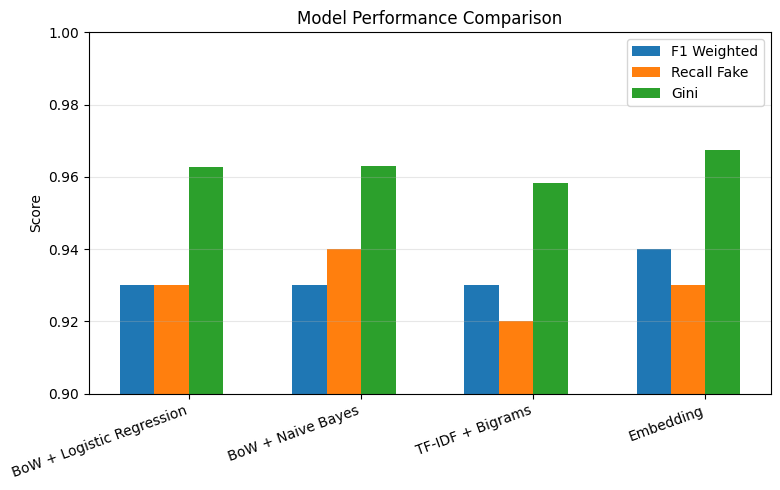 Model Performance Comparison
F1 Weighted
Recall Fake
Gini
Score
1.00
0.98
0.96
0.94
0.92
0.90
BoW + Logistic Regression
BoW + Naive Bayes
TF-IDF + Bigrams
Embedding